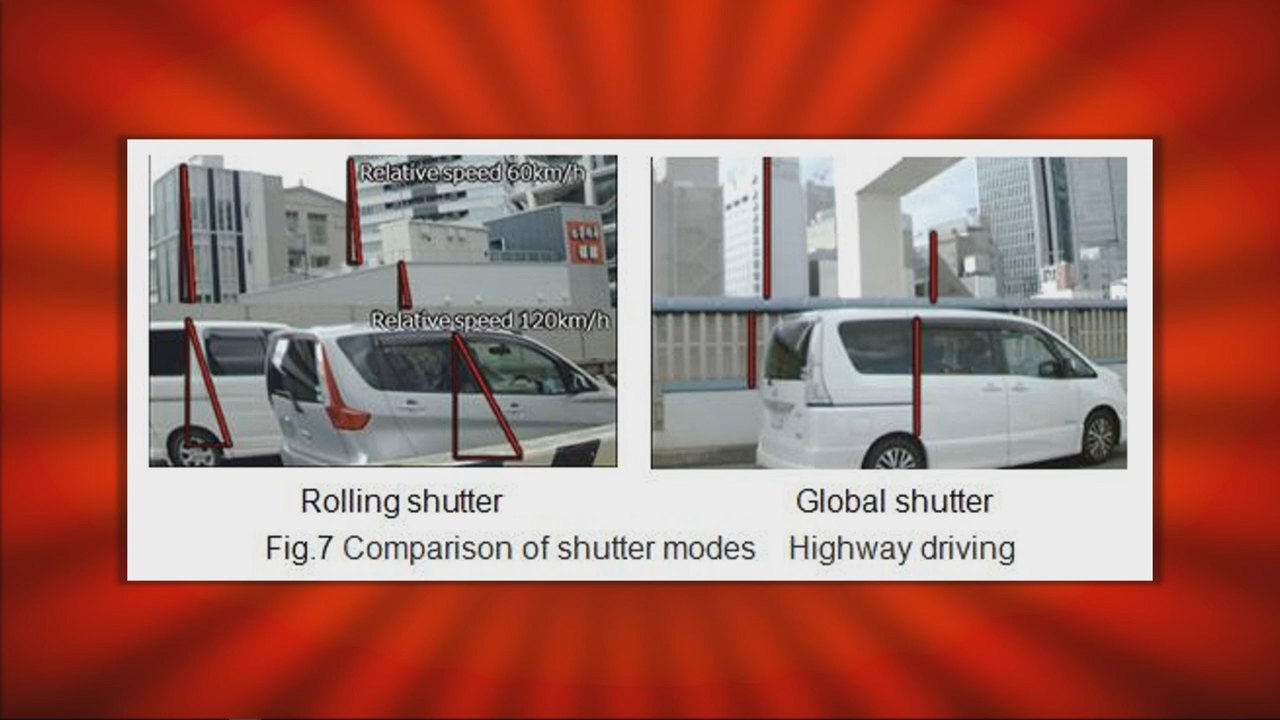 Relative speed 60km/h
Relative speed 120km/h
Rolling shutter
Global shutter
Fig.7 Comparison of shutter modes Highway driving